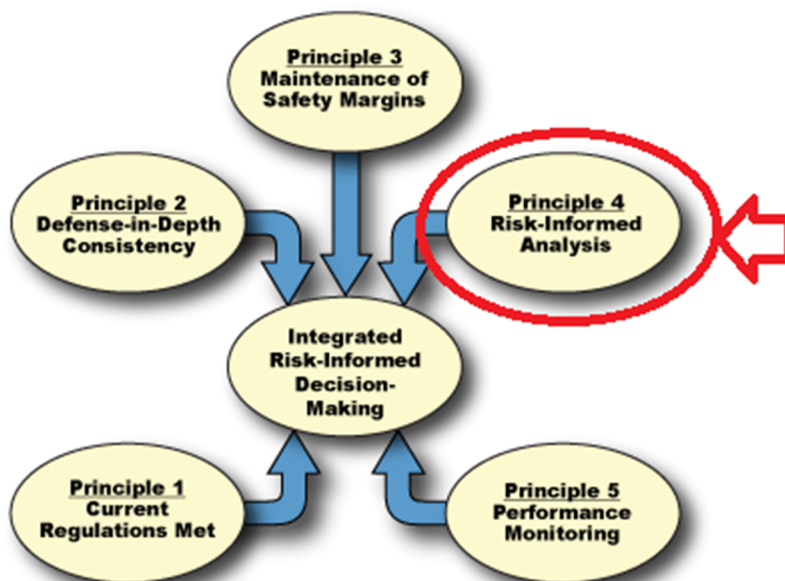 Principle 3
Maintenance of
Safety Margins
Principle 2
Defense-in-Depth
Consistency
Principle 4
Risk-Informed
Analysis
Integrated
Risk-Informed
Decision-
Making
Principle 1
Current
Regulations Met
Principle 5
Performance
Monitoring